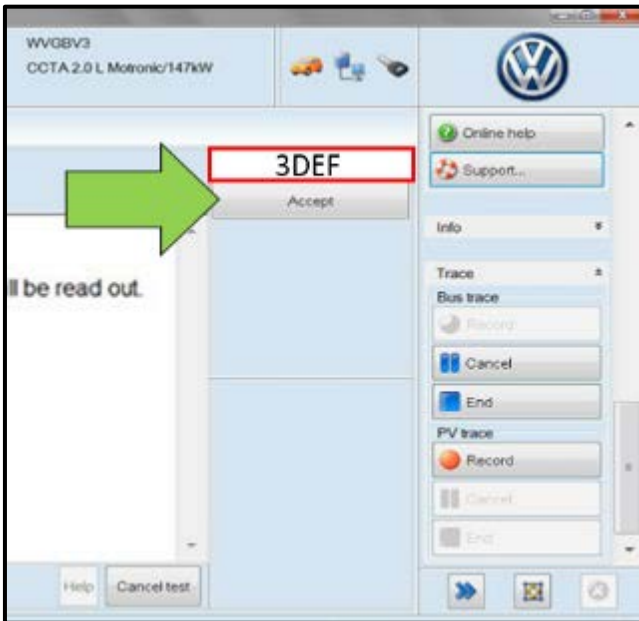 WVGBV3
CCTA 2.0 L Motronic/147kW
Online help
3DEF
Support...
Accept
Info
ll be read out.
Trace
Bus trace
Record
Cancel
End
PV trace
Record
Cancel
End
Help
Cancel test